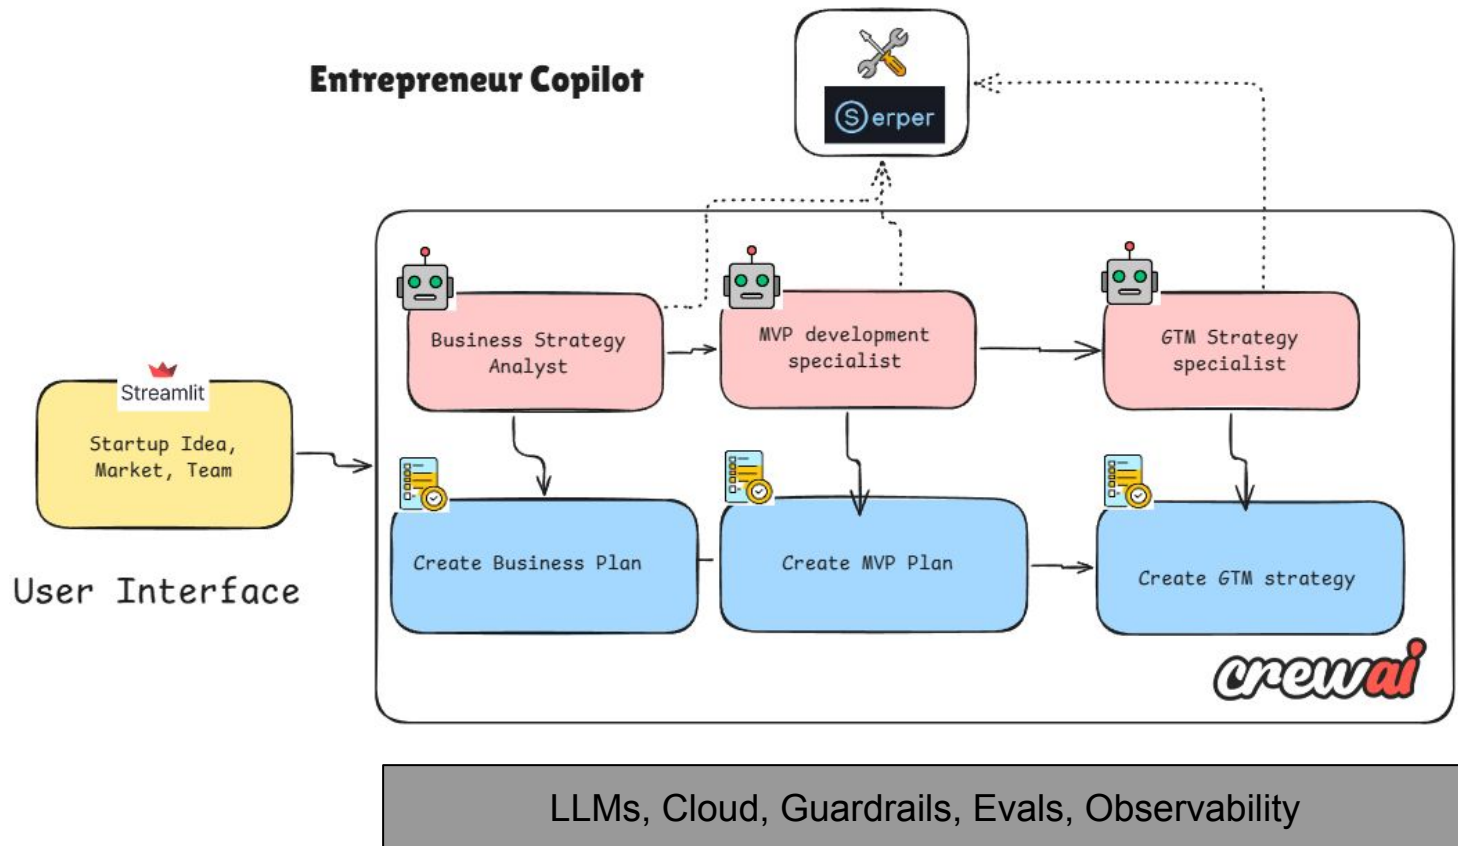 Entrepreneur Copilot
Serper
Business Strategy
Analyst
MVP development
specialist
GTM Strategy
specialist
Streamlit
Startup Idea,
Market, Team
User Interface
Create Business Plan
Create MVP Plan
Create GTM strategy
crewai
LLMs, Cloud, Guardrails, Evals, Observability